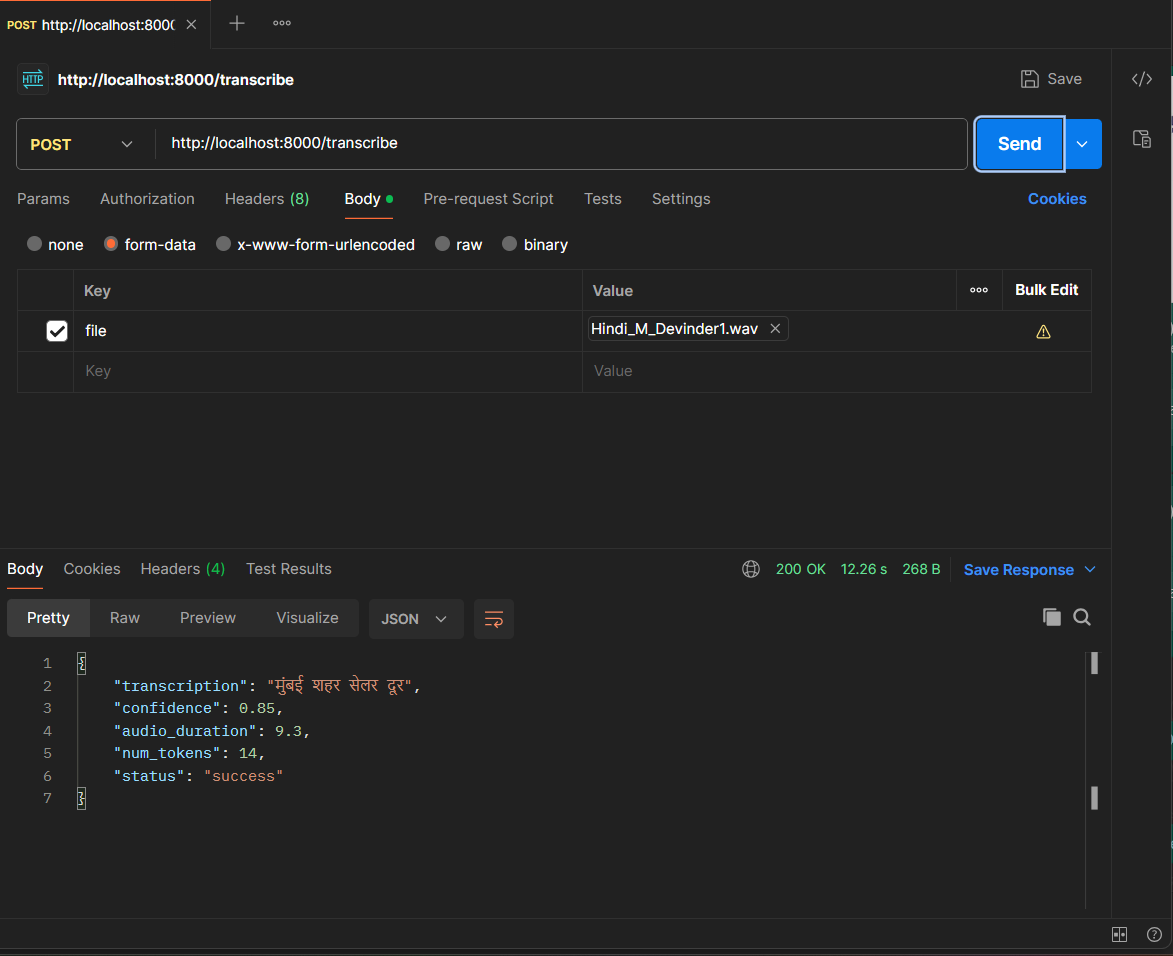 POST http://localhost:800
http://localhost:8000/transcribe
Save
POST http://localhost:8000/transcribe Send
Params Authorization Headers (8) Body Pre-request Script Tests Settings Cookies
none form-data x-www-form-urlencoded raw binary
Key Value Bulk Edit
file Hindi_M_Devinder1.wav
Key Value
Body Cookies Headers (4) Test Results 200 OK 12.26 s 268 B Save Response
Pretty Raw Preview Visualize JSON
1 {
2 "transcription": "मुंबई शहर सेलर दूर",
3 "confidence": 0.85,
4 "audio_duration": 9.3,
5 "num_tokens": 14,
6 "status": "success"
7 }